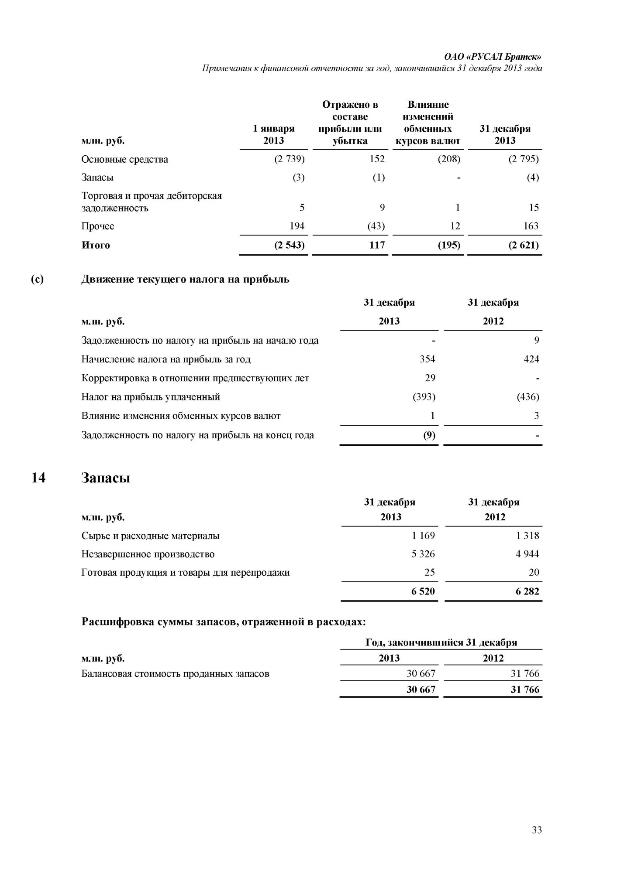 ОАО «РУСАЛ Братск»
Примечания к финансовой отчетности за год, закончившийся 31 декабря 2013 года
млн. руб. 1 января 2013 Отражено в составе прибыли или убытка Влияние изменений обменных курсов валют 31 декабря 2013
Основные средства (2 739) 152 (208) (2 795)
Запасы (3) (1) - (4)
Торговая и прочая дебиторская
задолженность 5 9 1 15
Прочее 194 (43) 12 163
Итого (2 543) 117 (195) (2 621)
(c) Движение текущего налога на прибыль
31 декабря 31 декабря
млн. руб. 2013 2012
Задолженность по налогу на прибыль на начало года - 9
Начисление налога на прибыль за год 354 424
Корректировка в отношении предшествующих лет 29 -
Налог на прибыль уплаченный (393) (436)
Влияние изменения обменных курсов валют 1 3
Задолженность по налогу на прибыль на конец года (9) -
14 Запасы
31 декабря 31 декабря
млн. руб. 2013 2012
Сырье и расходные материалы 1 169 1 318
Незавершенное производство 5 326 4 944
Готовая продукция и товары для перепродажи 25 20
6 520 6 282
Расшифровка суммы запасов, отраженной в расходах:
Год, закончившийся 31 декабря
млн. руб. 2013 2012
Балансовая стоимость проданных запасов 30 667 31 766
30 667 31 766
33